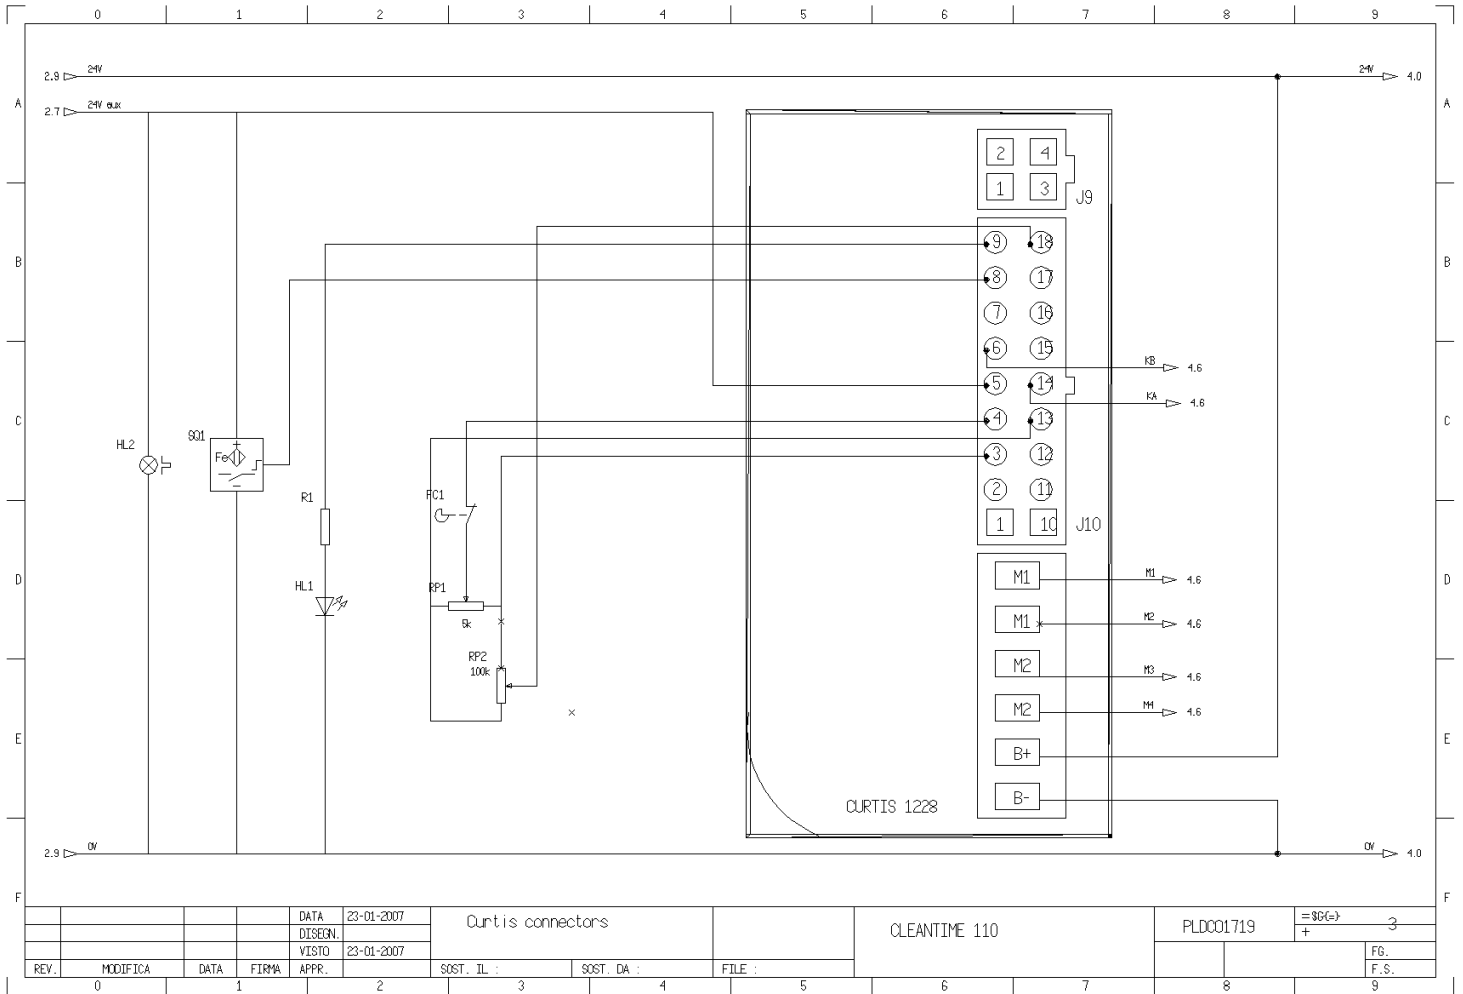 0 1 2 3 4 5 6 7 8 9
2.9 24V 24V 4.0
A A
2.7 24V aux
2 4
1 3
J9
9 18
B B
8 17
7 16
6 15
KB 4.6
5 14
KA 4.6
C 4 13 C
HL2 SQ1
Fe
3 12
R1 FC1 2 11
1 10 J10
D HL1 RP1 M1 M1 4.6 D
5k M1 M2 4.6
RP2
100k M2 M3 4.6
M2 M4 4.6
E E
B+
B-
CURTIS 1228
2.9 0V 0V 4.0
F F
DATA 23-01-2007 Curtis connectors CLEANTIME 110 PLDC01719 =$G(=) 3
DISEGN. +
VISTO 23-01-2007 FG.
REV. MODIFICA DATA FIRMA APPR. SOST. IL : SOST. DA : FILE : F.S.
0 1 2 3 4 5 6 7 8 9